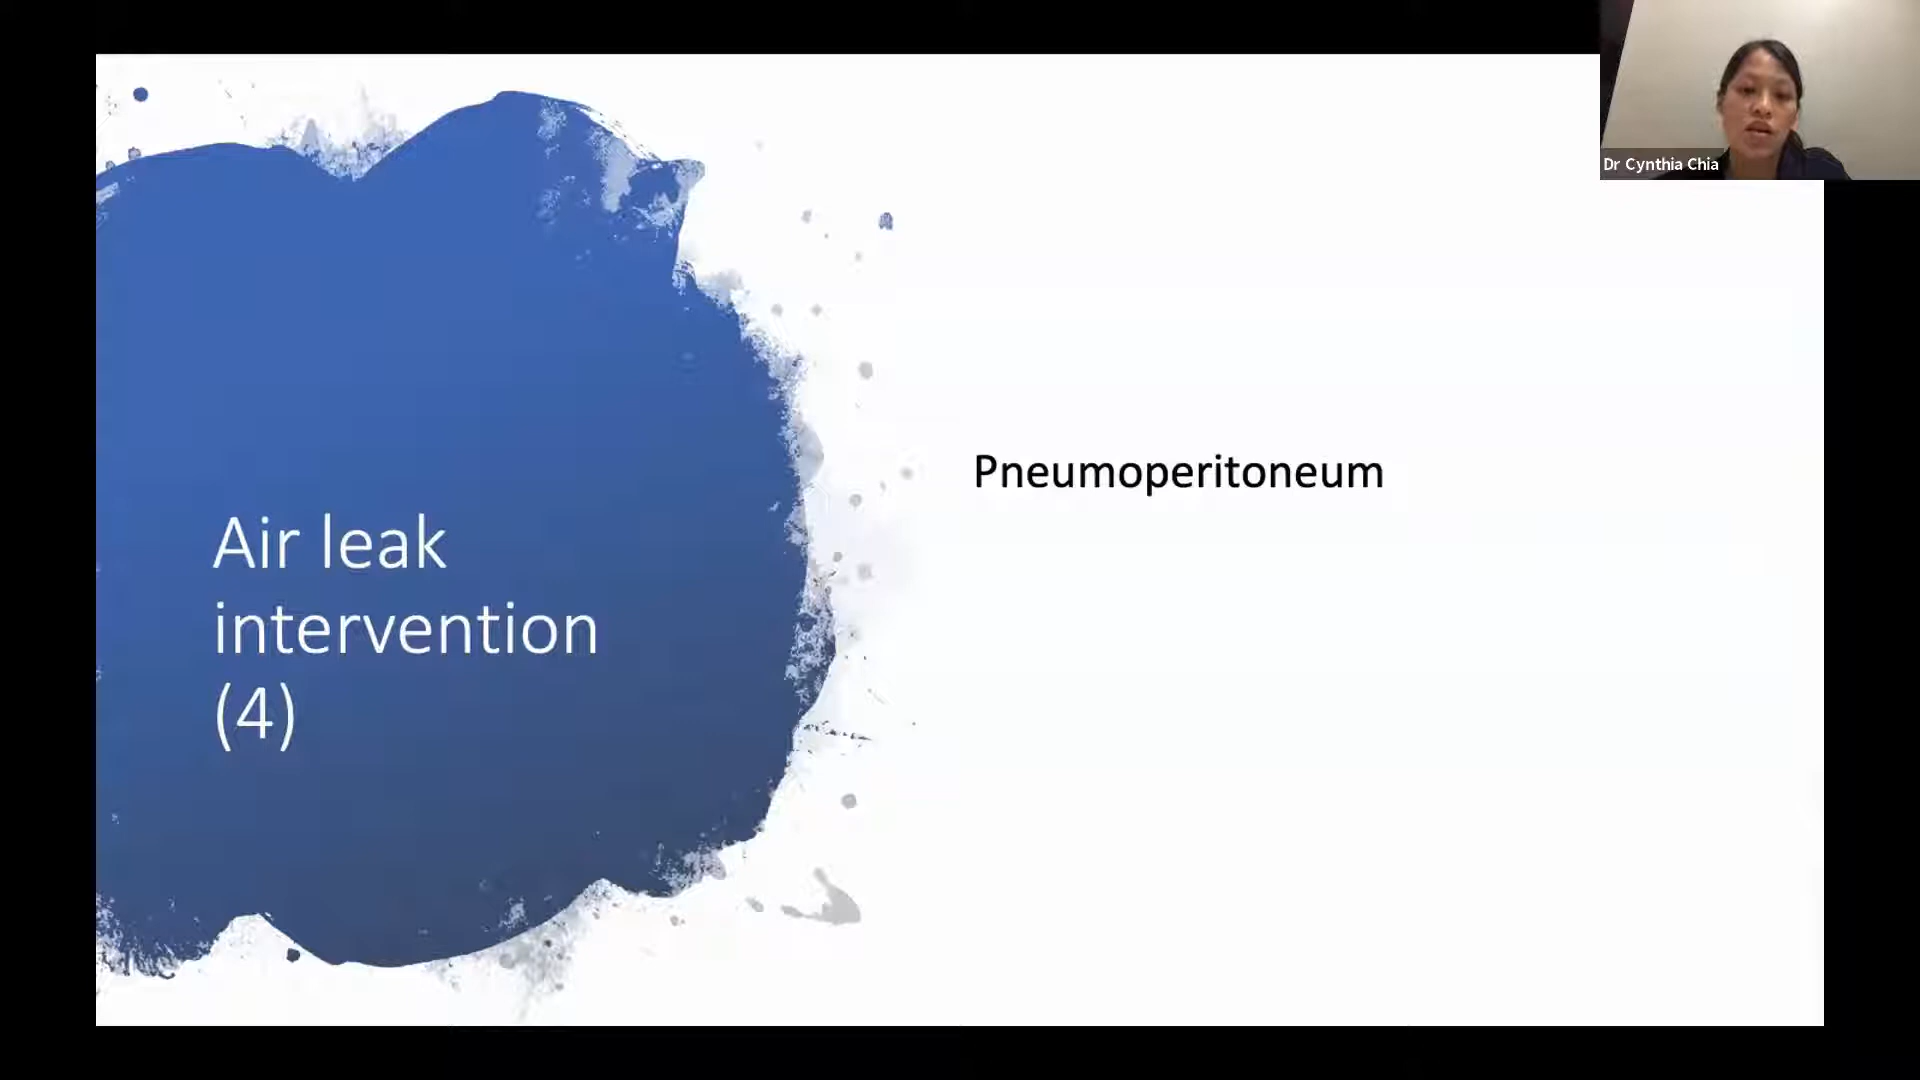 Dr Cynthia Chia
Pneumoperitoneum
Air leak
intervention
(4)